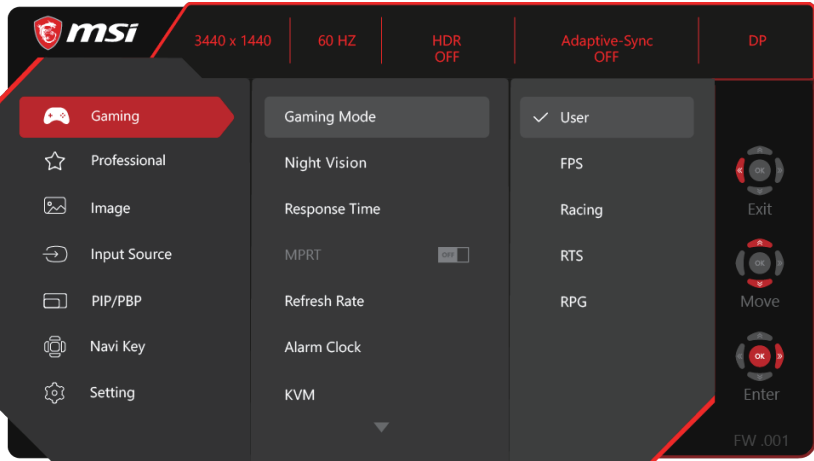 msi
3440 x 1440
60 HZ
HDR
OFF
Adaptive-Sync
OFF
DP
Gaming
Professional
Image
Input Source
PIP/PBP
Navi Key
Setting
Gaming Mode
Night Vision
Response Time
MPRT OFF
Refresh Rate
Alarm Clock
KVM
User
FPS
Racing
RTS
RPG
OK
Exit
OK
Move
OK
Enter
FW .001